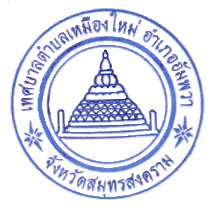 เทศบาลตำบลเหมืองใหม่ อำเภออัมพวา
จังหวัดสมุทรสงคราม